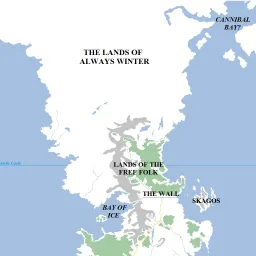 CANNIBAL
BAY?
THE LANDS OF
ALWAYS WINTER
LANDS OF THE
FREE FOLK
THE WALL
SKAGOS
BAY OF
ICE